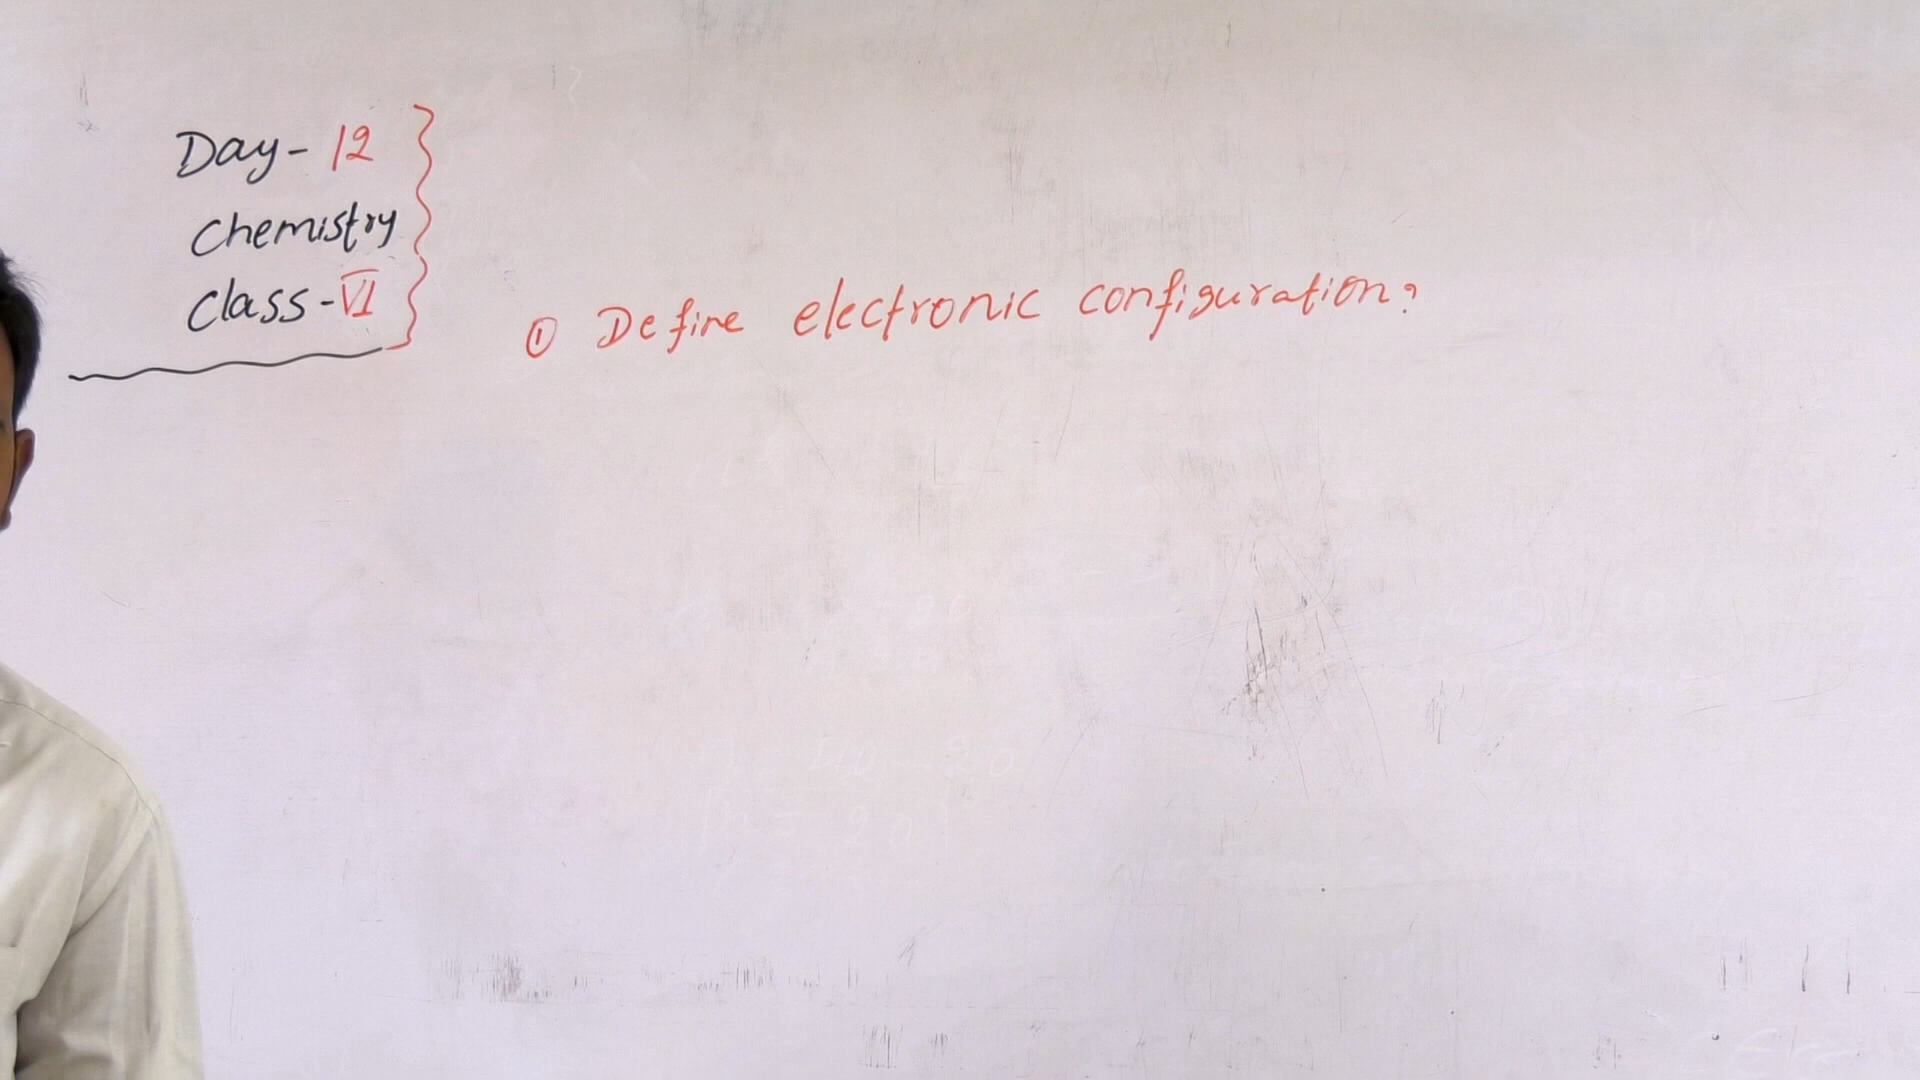 Day-12
Chemistry
Class-VI
① Define electronic configuration?